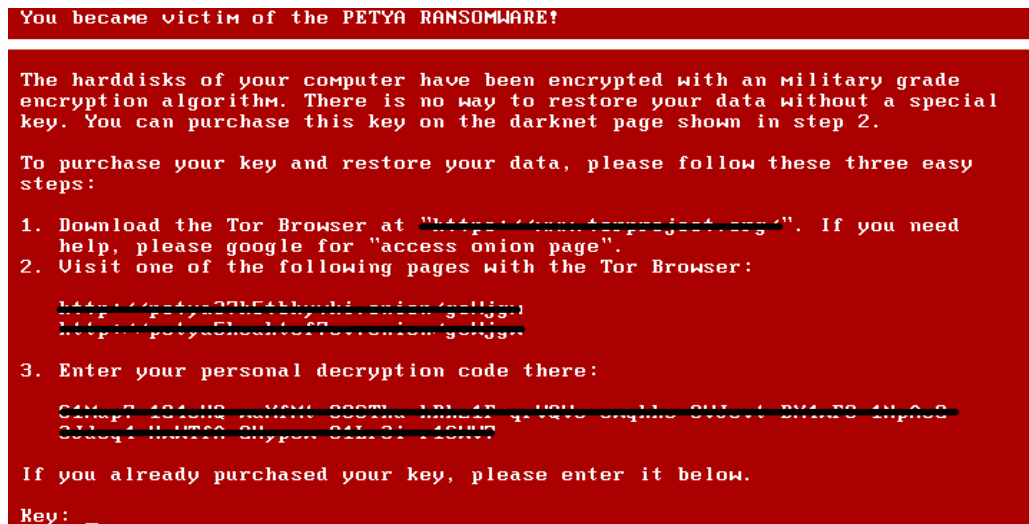 You became victim of the PETYA RANSOMWARE!
The harddisks of your computer have been encrypted with an military grade
encryption algorithm. There is no way to restore your data without a special
key. You can purchase this key on the darknet page shown in step 2.
To purchase your key and restore your data, please follow these three easy
steps:
1. Download the Tor Browser at "https://www.torproject.org/". If you need
help, please google for "access onion page".
2. Visit one of the following pages with the Tor Browser:
3. Enter your personal decryption code there:
If you already purchased your key, please enter it below.
Key: _